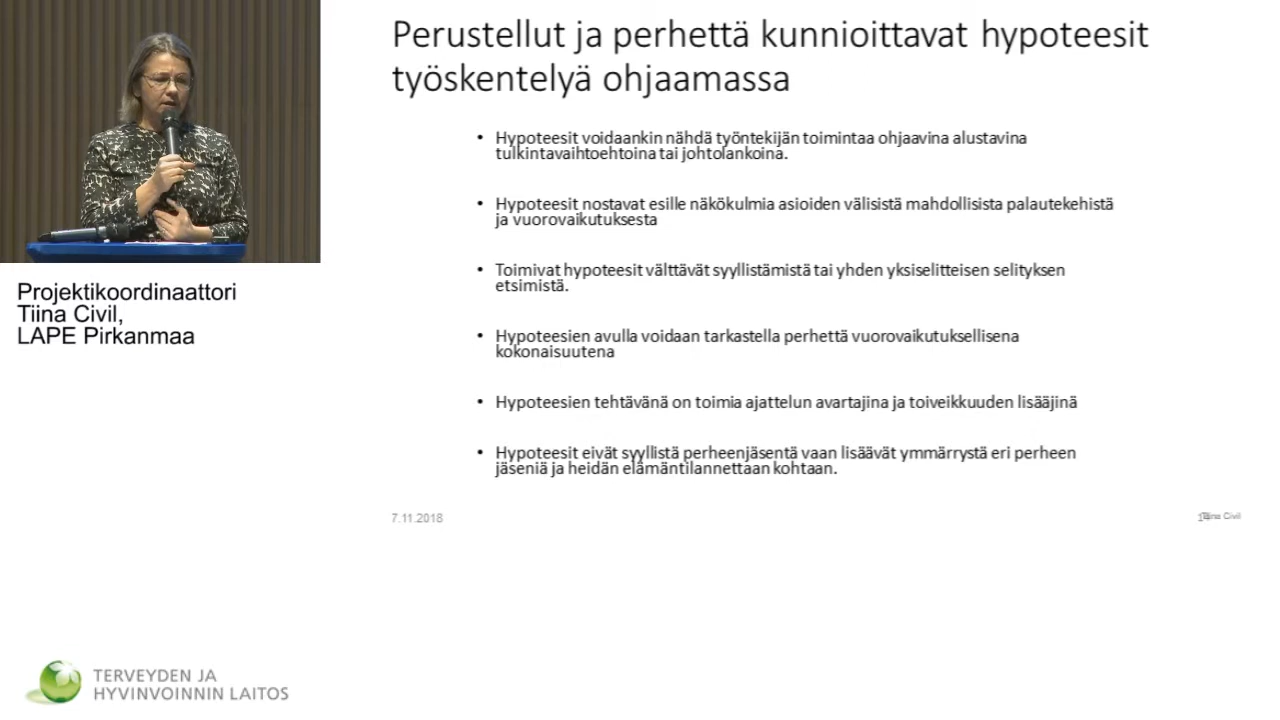 Perustellut ja perhettä kunnioittavat hypoteesit
työskentelyä ohjaamassa
• Hypoteesit voidaankin nähdä työntekijän toimintaa ohjaavina alustavina
tulkintavaihtoehtoina tai johtolankoina.
• Hypoteesit nostavat esille näkökulmia asioiden välisistä mahdollisista palautekehistä
ja vuorovaikutuksesta
• Toimivat hypoteesit välttävät syyllistämistä tai yhden yksiselitteisen selityksen
etsimistä.
• Hypoteesien avulla voidaan tarkastella perhettä vuorovaikutuksellisena
kokonaisuutena
• Hypoteesien tehtävänä on toimia ajattelun avartajina ja toiveikkuuden lisääjinä
• Hypoteesit eivät syyllistä perheenjäsentä vaan lisäävät ymmärrystä eri perheen
jäseniä ja heidän elämäntilannettaan kohtaan.
7.11.2018
Tiina Civil
Projektikoordinaattori
Tiina Civil,
LAPE Pirkanmaa
TERVEYDEN JA
HYVINVOINNIN LAITOS